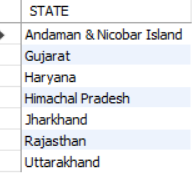 STATE
Andaman & Nicobar Island
Gujarat
Haryana
Himachal Pradesh
Jharkhand
Rajasthan
Uttarakhand